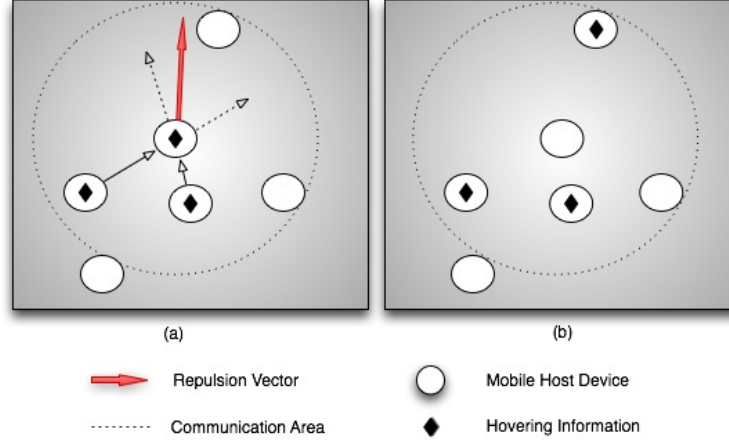 (a)
(b)
Repulsion Vector
Mobile Host Device
Communication Area
Hovering Information